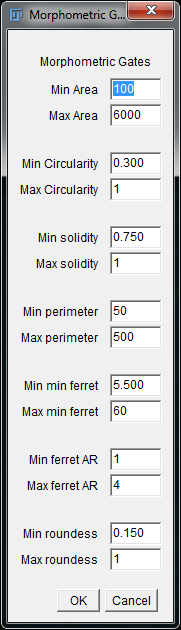 Morphometric G...
Morphometric Gates
Min Area 100
Max Area 6000
Min Circularity 0.300
Max Circularity 1
Min solidity 0.750
Max solidity 1
Min perimeter 50
Max perimeter 500
Min min ferret 5.500
Max min ferret 60
Min ferret AR 1
Max ferret AR 4
Min roundess 0.150
Max roundess 1
OK Cancel